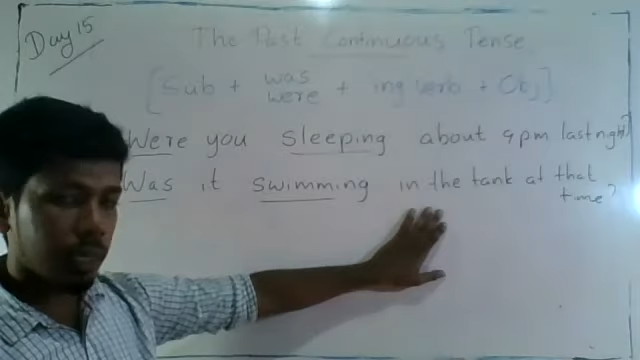 Day 15
The Past Continuous Tense
[Sub + was were + ing verb + Obj]
Were you sleeping about 9pm last night?
Was it swimming in the tank at that time?